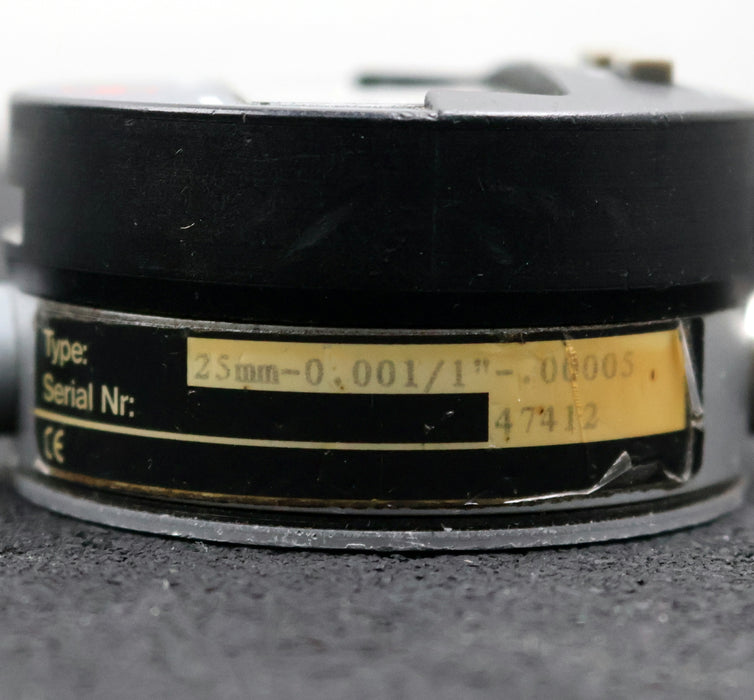 Type: 25mm-0.001/1"-.00005
Serial Nr: 47412
CE